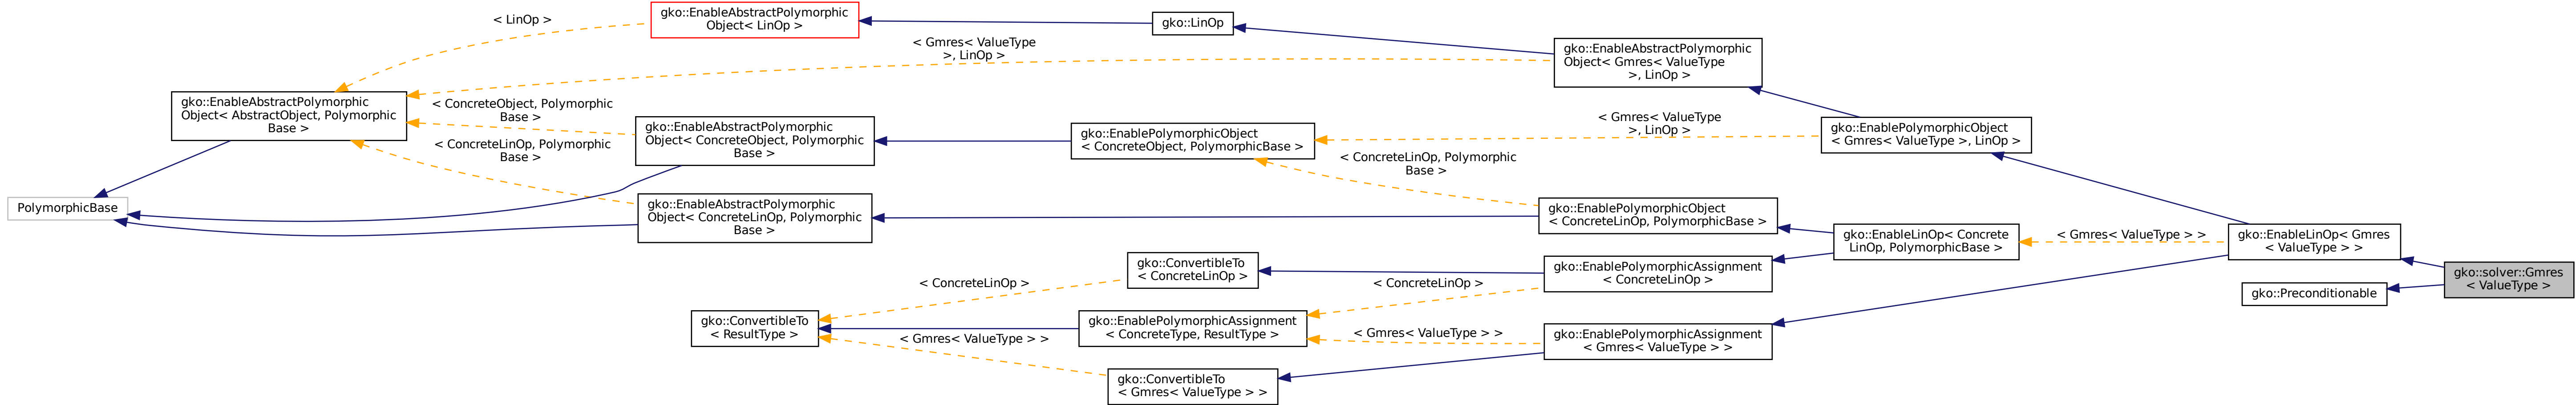 PolymorphicBase
gko::EnableAbstractPolymorphic
Object< AbstractObject, Polymorphic
Base >
< LinOp >
< ConcreteObject, Polymorphic
Base >
< ConcreteLinOp, Polymorphic
Base >
gko::EnableAbstractPolymorphic
Object< LinOp >
gko::EnableAbstractPolymorphic
Object< ConcreteObject, Polymorphic
Base >
gko::EnableAbstractPolymorphic
Object< ConcreteLinOp, Polymorphic
Base >
gko::ConvertibleTo
< ResultType >
< Gmres< ValueType
>, LinOp >
< ConcreteLinOp >
< Gmres< ValueType > >
gko::LinOp
gko::EnablePolymorphicObject
< ConcreteObject, PolymorphicBase >
gko::ConvertibleTo
< ConcreteLinOp >
gko::EnablePolymorphicAssignment
< ConcreteType, ResultType >
gko::ConvertibleTo
< Gmres< ValueType > >
< ConcreteLinOp, Polymorphic
Base >
< ConcreteLinOp >
< Gmres< ValueType > >
gko::EnableAbstractPolymorphic
Object< Gmres< ValueType
>, LinOp >
< Gmres< ValueType
>, LinOp >
gko::EnablePolymorphicObject
< ConcreteLinOp, PolymorphicBase >
gko::EnablePolymorphicAssignment
< ConcreteLinOp >
gko::EnablePolymorphicAssignment
< Gmres< ValueType > >
gko::EnablePolymorphicObject
< Gmres< ValueType >, LinOp >
gko::EnableLinOp< Concrete
LinOp, PolymorphicBase >
< Gmres< ValueType > >
gko::EnableLinOp< Gmres
< ValueType > >
gko::Preconditionable
gko::solver::Gmres
< ValueType >